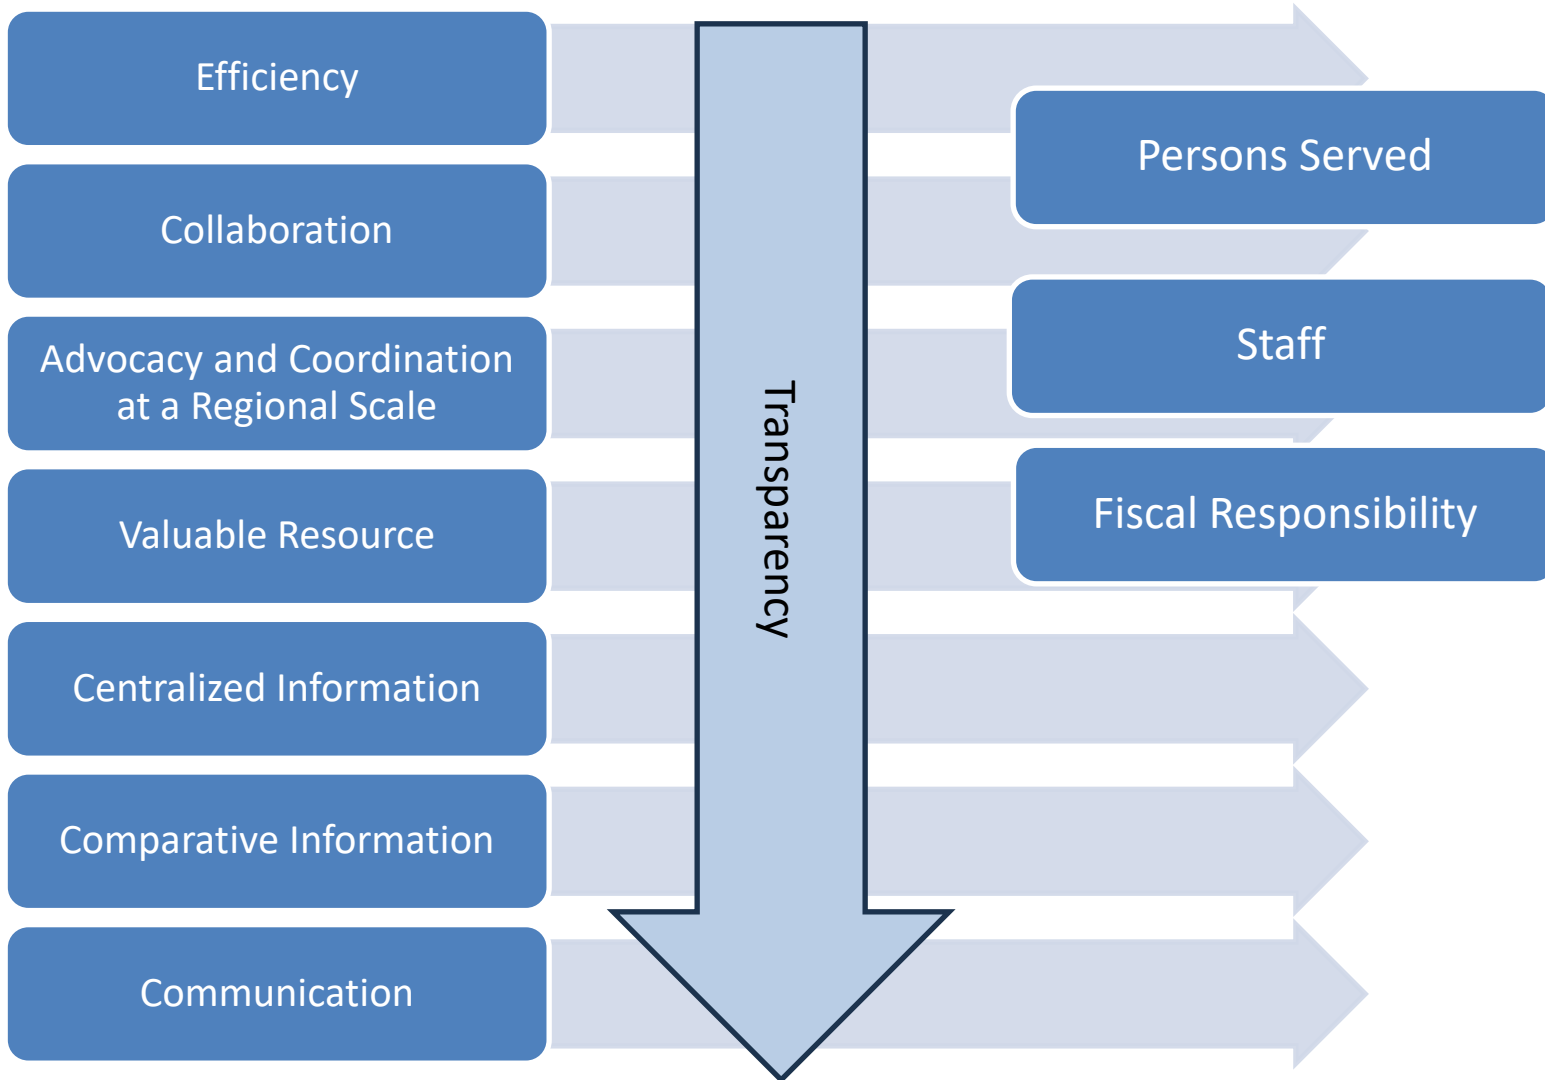 Efficiency
Collaboration
Advocacy and Coordination
at a Regional Scale
Valuable Resource
Centralized Information
Comparative Information
Communication
Transparency
Persons Served
Staff
Fiscal Responsibility